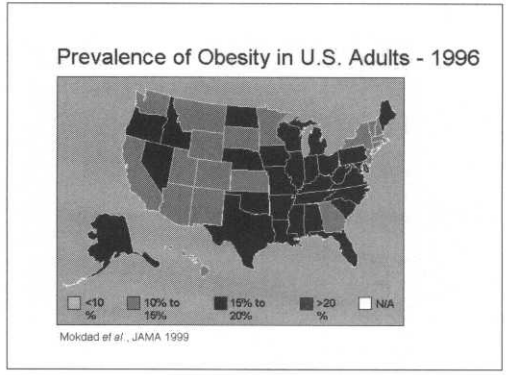 Prevalence of Obesity in U.S. Adults - 1996
<10 %
10% to 15%
15% to 20%
>20 %
N/A
Mokdad et al , JAMA 1999